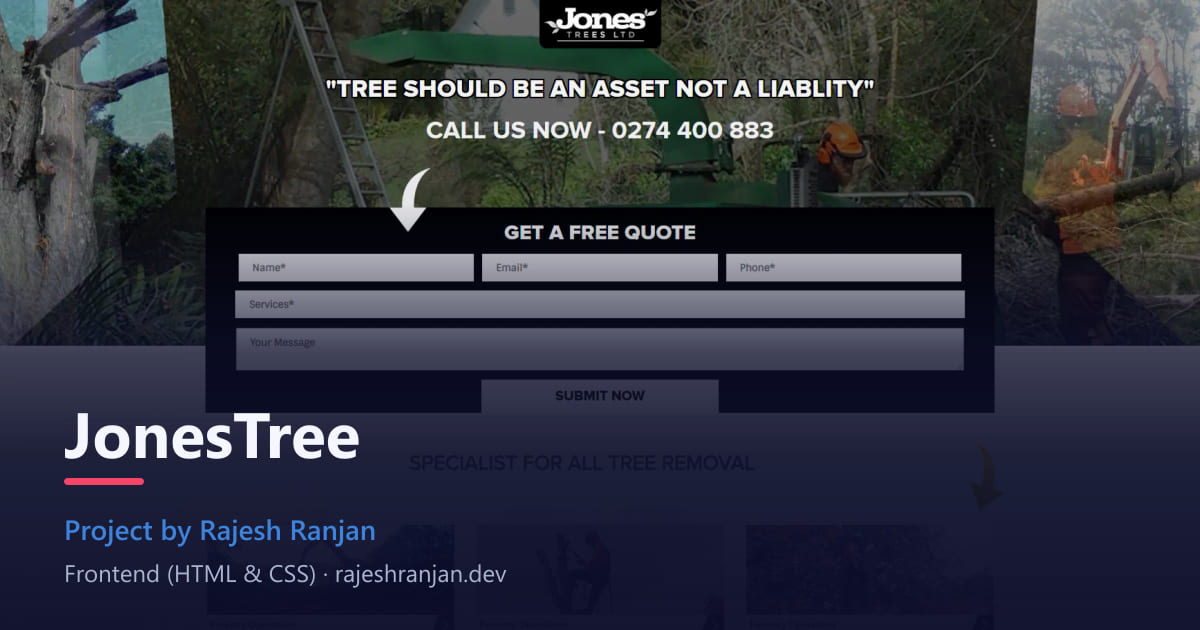 Jones
TREES LTD
"TREE SHOULD BE AN ASSET NOT A LIABLITY"
CALL US NOW - 0274 400 883
GET A FREE QUOTE
Name*
Email*
Phone*
Services*
Your Message
SUBMIT NOW
SPECIALIST FOR ALL TREE REMOVAL
JonesTree
Project by Rajesh Ranjan
Frontend (HTML & CSS) · rajeshranjan.dev